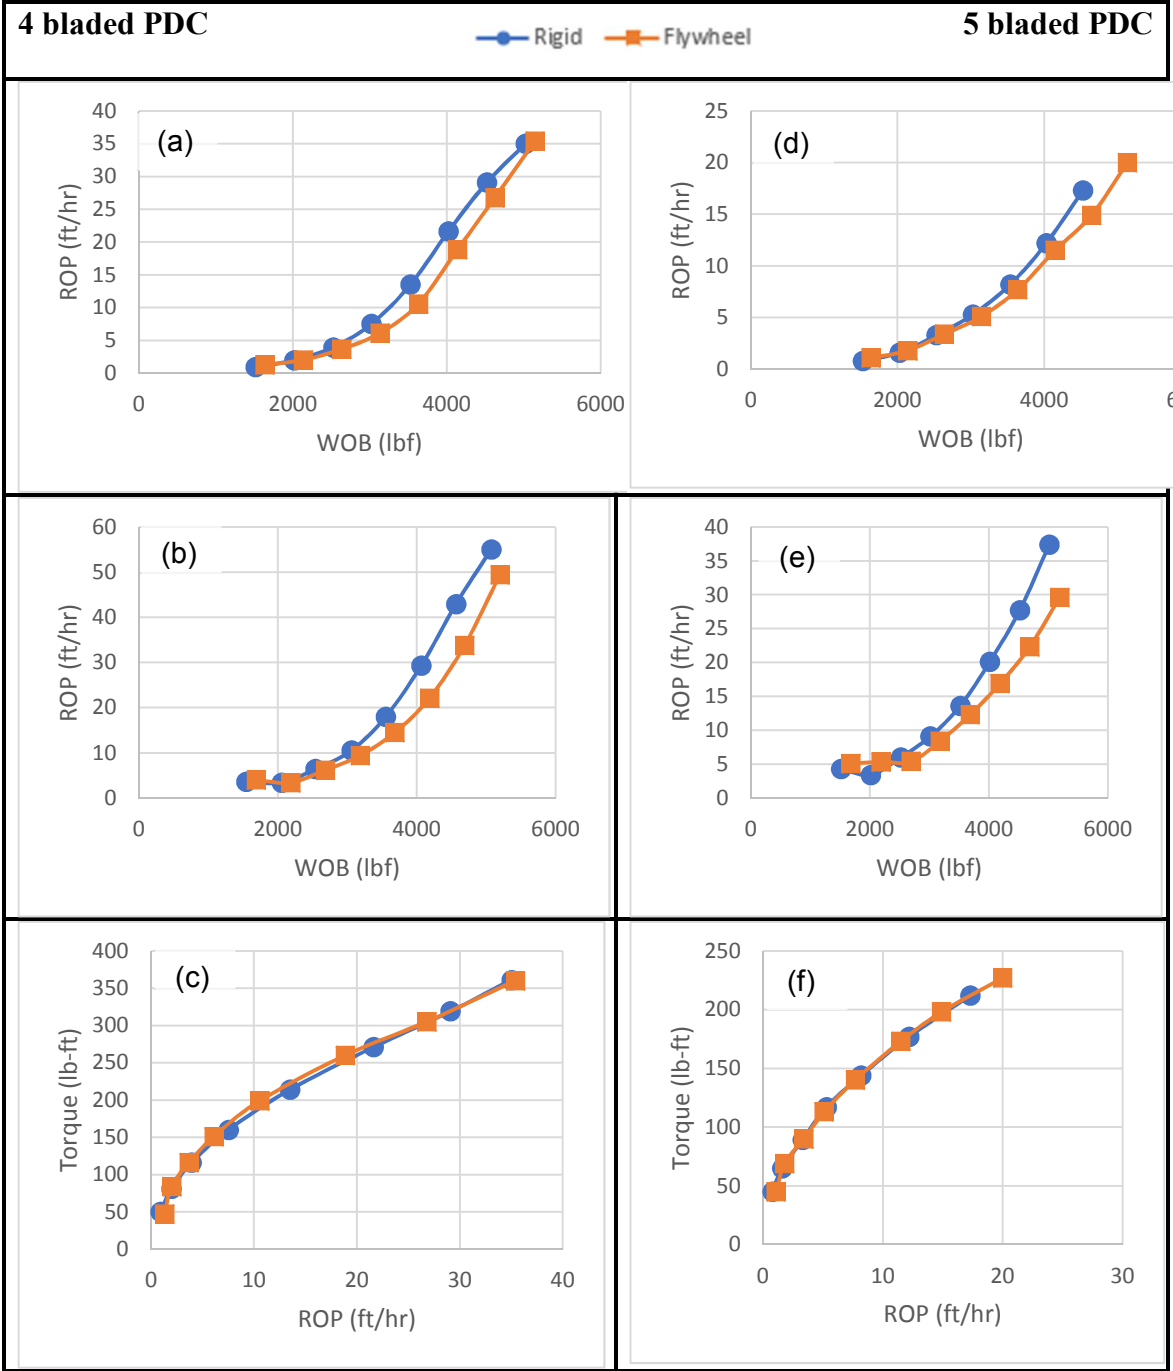 4 bladed PDC
Rigid Flywheel
5 bladed PDC
(a)
ROP (ft/hr)
40
35
30
25
20
15
10
5
0
0 2000 4000 6000
WOB (lbf)
(d)
ROP (ft/hr)
25
20
15
10
5
0
0 2000 4000
WOB (lbf)
(b)
ROP (ft/hr)
60
50
40
30
20
10
0
0 2000 4000 6000
WOB (lbf)
(e)
ROP (ft/hr)
40
35
30
25
20
15
10
5
0
0 2000 4000 6000
WOB (lbf)
(c)
Torque (lb-ft)
400
350
300
250
200
150
100
50
0
0 10 20 30 40
ROP (ft/hr)
(f)
Torque (lb-ft)
250
200
150
100
50
0
0 10 20 30
ROP (ft/hr)